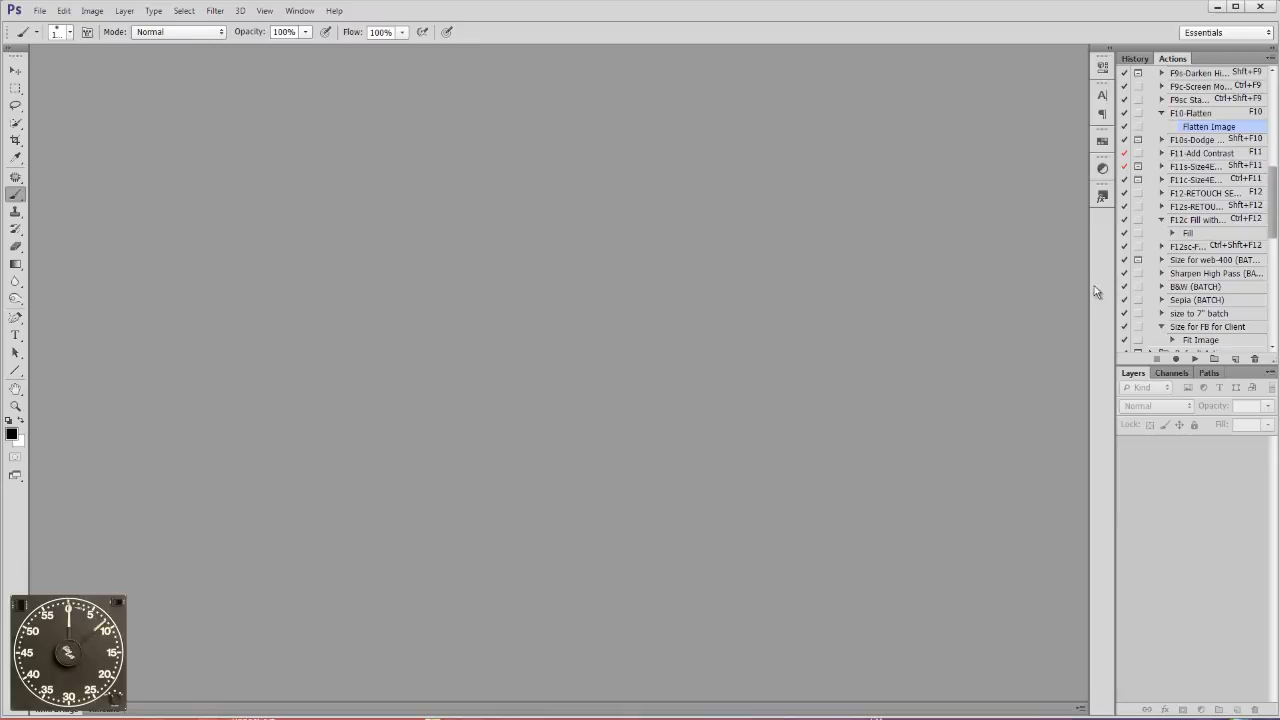 Ps File Edit Image Layer Type Select Filter 3D View Window Help
1... Mode: Normal Opacity: 100% Flow: 100% Essentials
History Actions
F9s-Darken Hi... Shft+F9
F9c-Screen Mo... Ctrl+F9
F9sc Sta... Ctrl+Shft+F9
F10-Flatten F10
Flatten Image
F10s-Dodge ... Shft+F10
F11-Add Contrast F11
F11s-Size4E... Shft+F11
F11c-Size4E... Ctrl+F11
F12-RETOUCH SE... F12
F12s-RETOU... Shft+F12
F12c Fill with... Ctrl+F12
Fill
F12sc-F... Ctrl+Shft+F12
Size for web-400 (BAT...
Sharpen High Pass (BA...
B&W (BATCH)
Sepia (BATCH)
size to 7" batch
Size for FB for Client
Fit Image
Layers Channels Paths
Kind
Normal Opacity:
Lock: Fill:
0
55 5
50 10
45 15
40 20
35 25
30